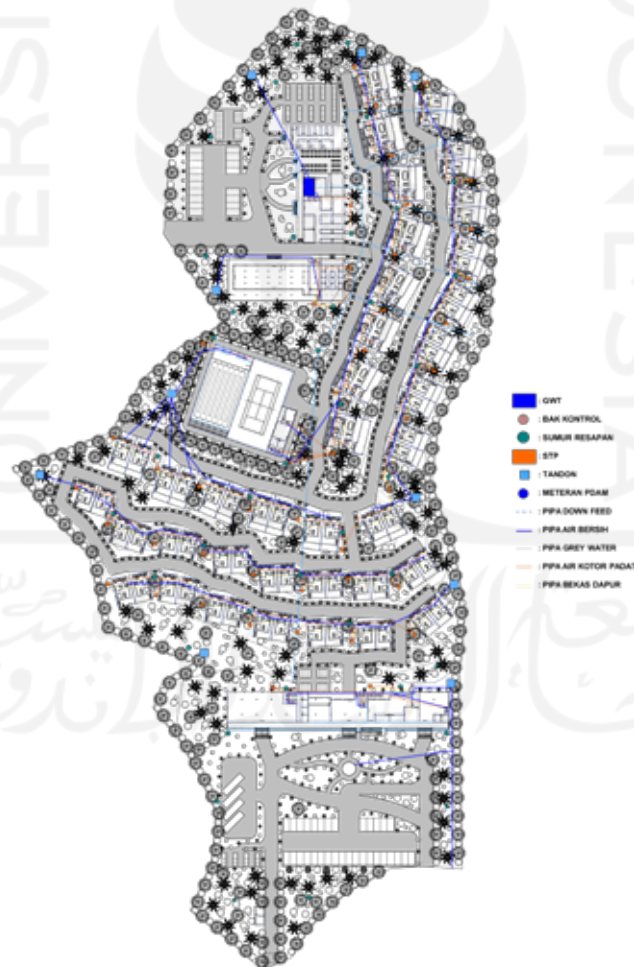 UNIVERSI
: GWT
: BAK KONTROL
: SUMUR RESAPAN
: STP
: TANDON
: METERAN PDAM
: PIPA DOWN FEED
: PIPA AIR BERSIH
: PIPA GREY WATER
: PIPA AIR KOTOR PADAT
: PIPA BEKAS DAPUR